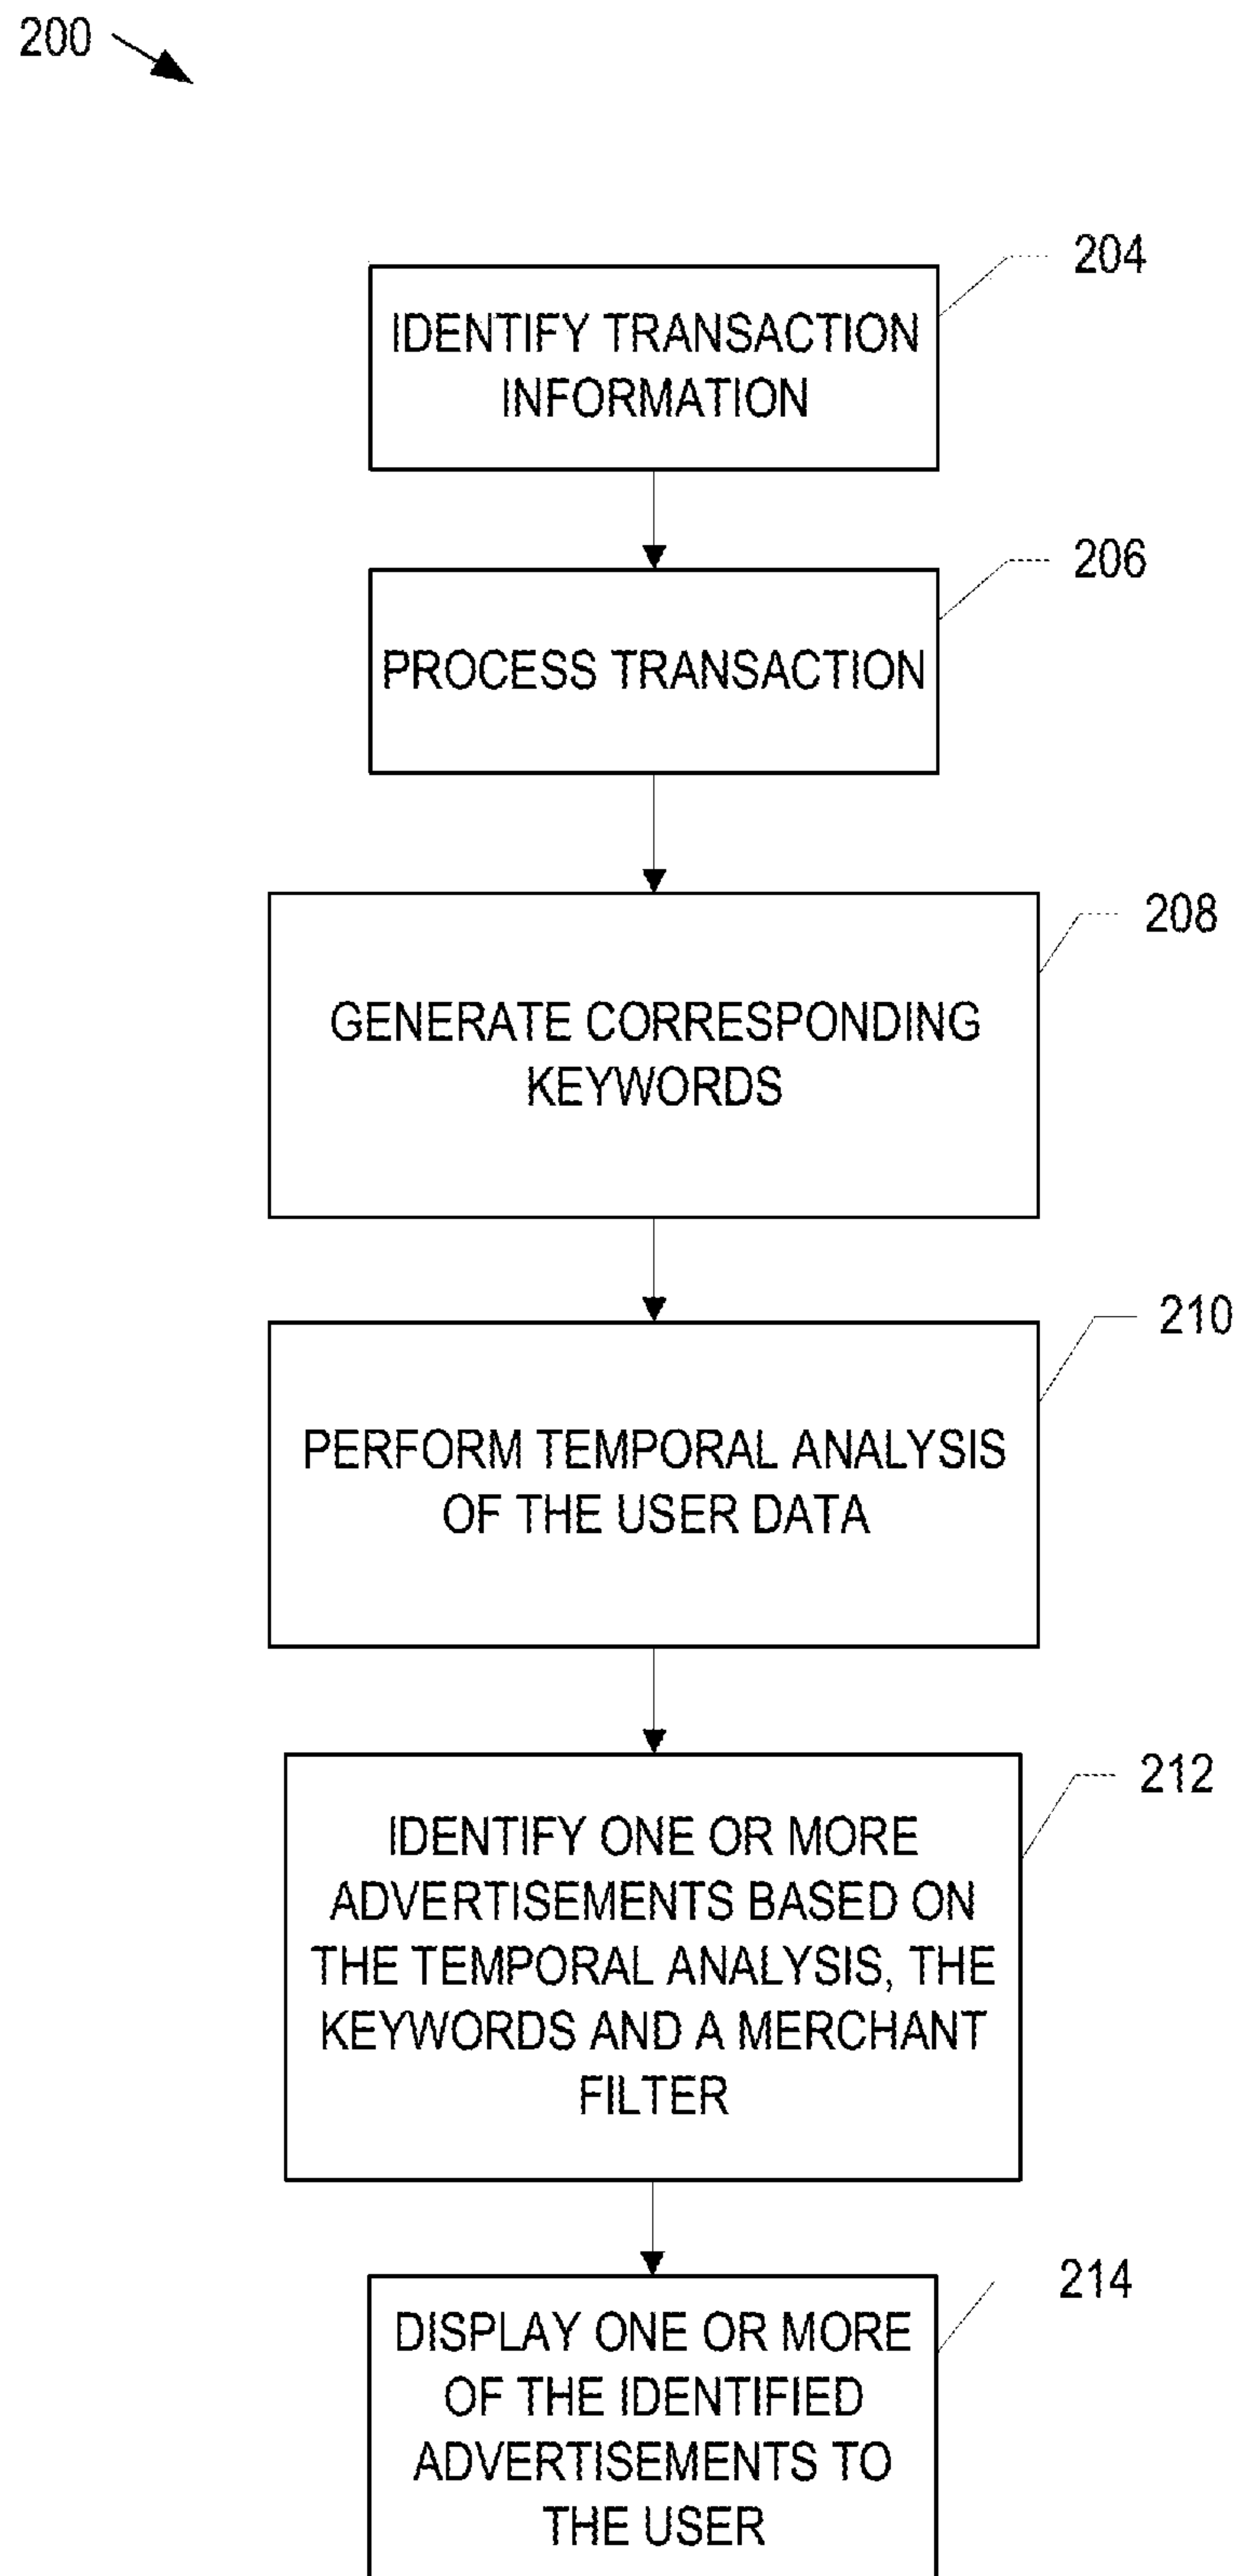 200
204
IDENTIFY TRANSACTION
INFORMATION
206
PROCESS TRANSACTION
208
GENERATE CORRESPONDING
KEYWORDS
210
PERFORM TEMPORAL ANALYSIS
OF THE USER DATA
212
IDENTIFY ONE OR MORE
ADVERTISEMENTS BASED ON
THE TEMPORAL ANALYSIS, THE
KEYWORDS AND A MERCHANT
FILTER
214
DISPLAY ONE OR MORE
OF THE IDENTIFIED
ADVERTISEMENTS TO
THE USER